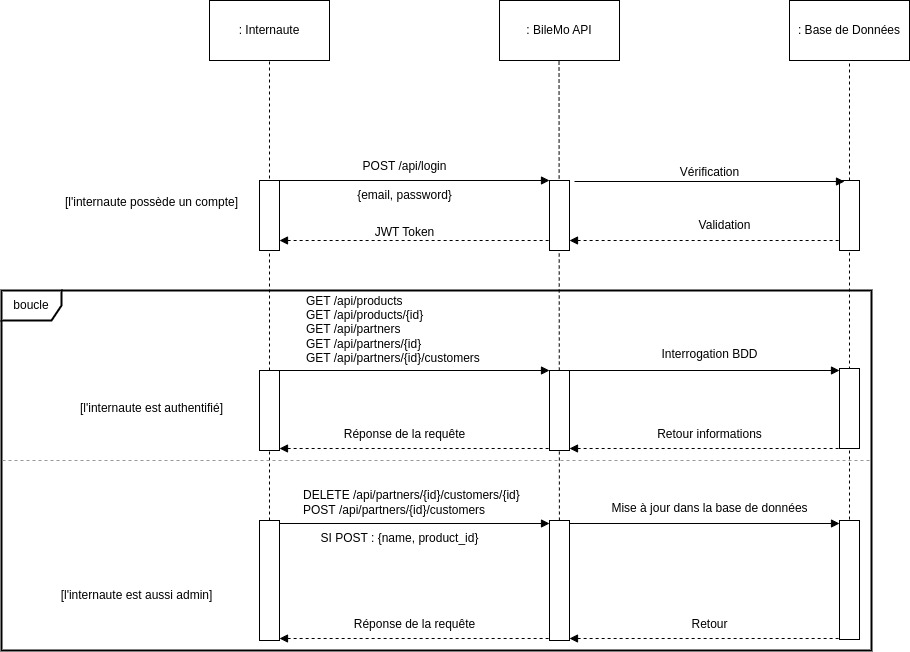 : Internaute
: BileMo API
: Base de Données
POST /api/login
Vérification
{email, password}
[l'internaute possède un compte]
JWT Token
Validation
boucle
GET /api/products
GET /api/products/{id}
GET /api/partners
GET /api/partners/{id}
GET /api/partners/{id}/customers
Interrogation BDD
[l'internaute est authentifié]
Réponse de la requête
Retour informations
DELETE /api/partners/{id}/customers/{id}
POST /api/partners/{id}/customers
Mise à jour dans la base de données
SI POST : {name, product_id}
[l'internaute est aussi admin]
Réponse de la requête
Retour